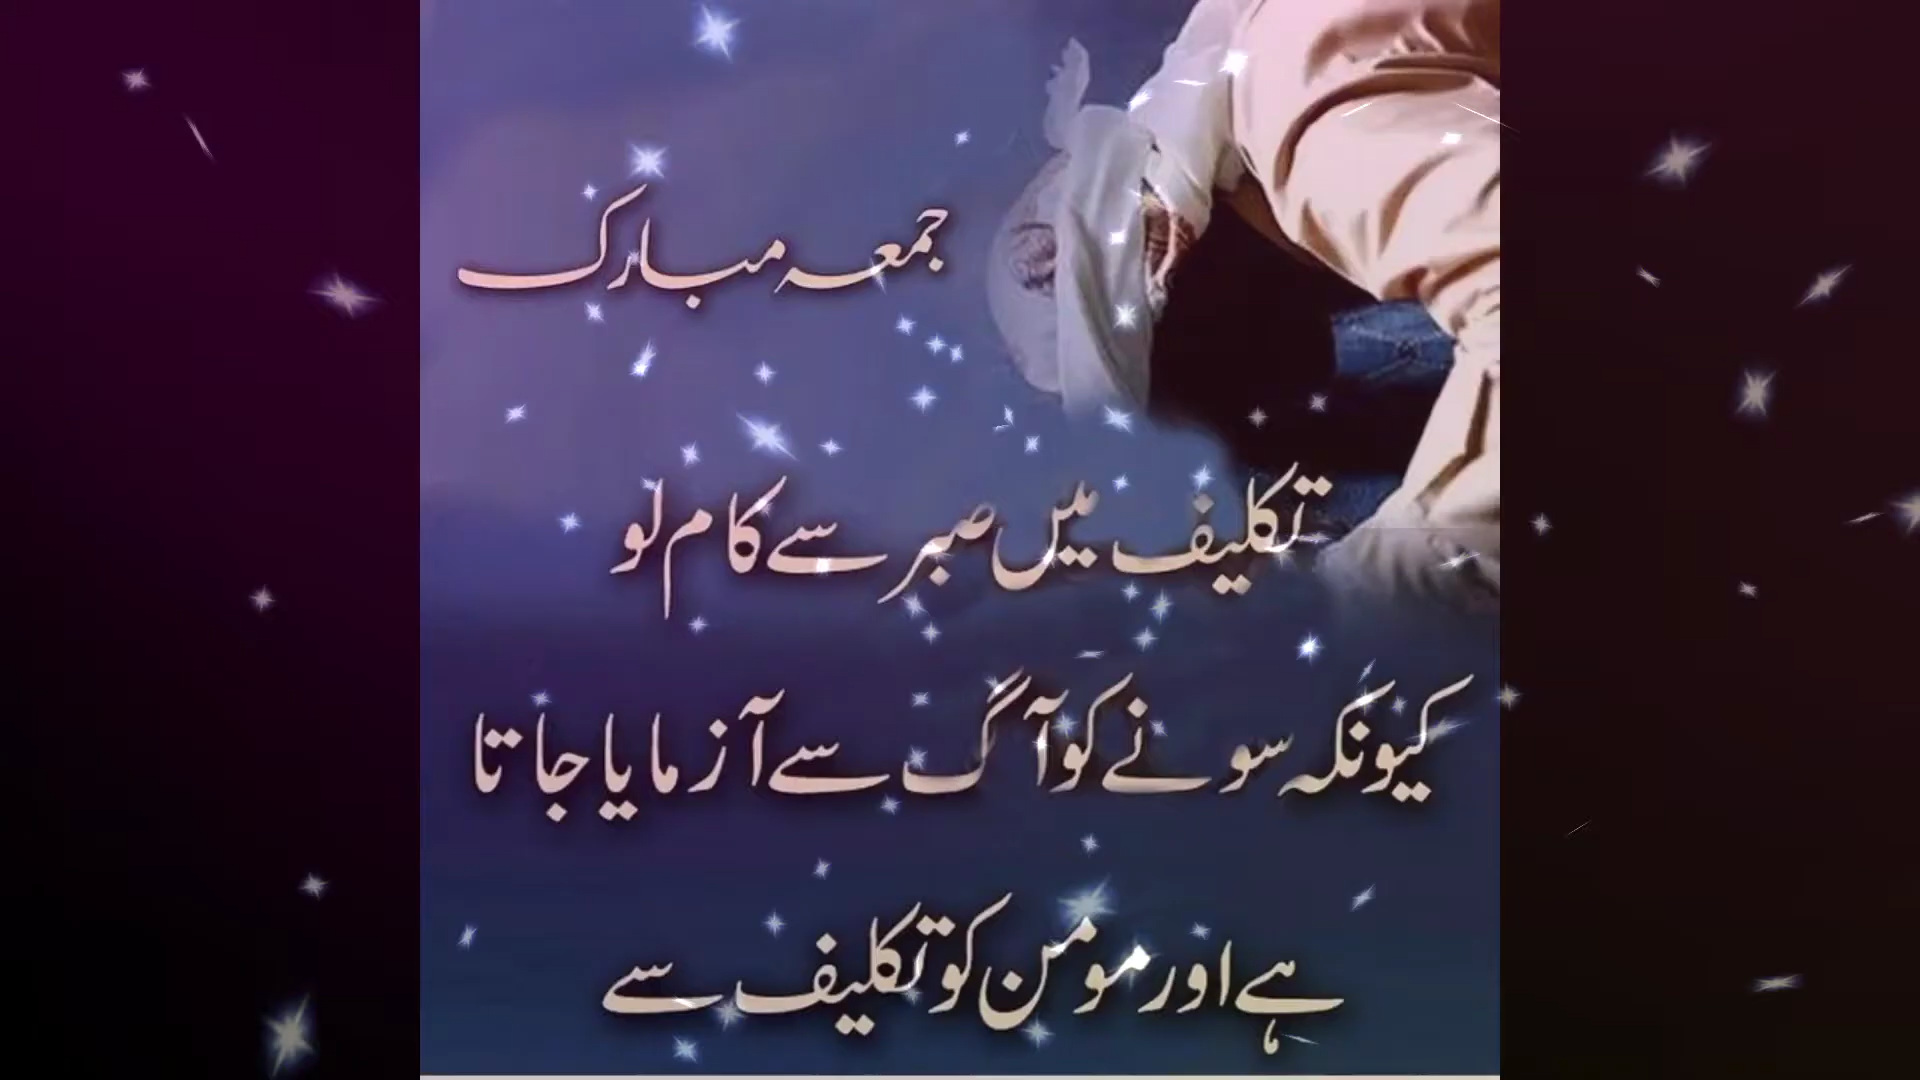 جمعہ مبارک
تکلیف میں صبر سے کام لو
کیونکہ سونے کو آگ سے آزمایا جاتا
ہے اور مومن کو تکلیف سے